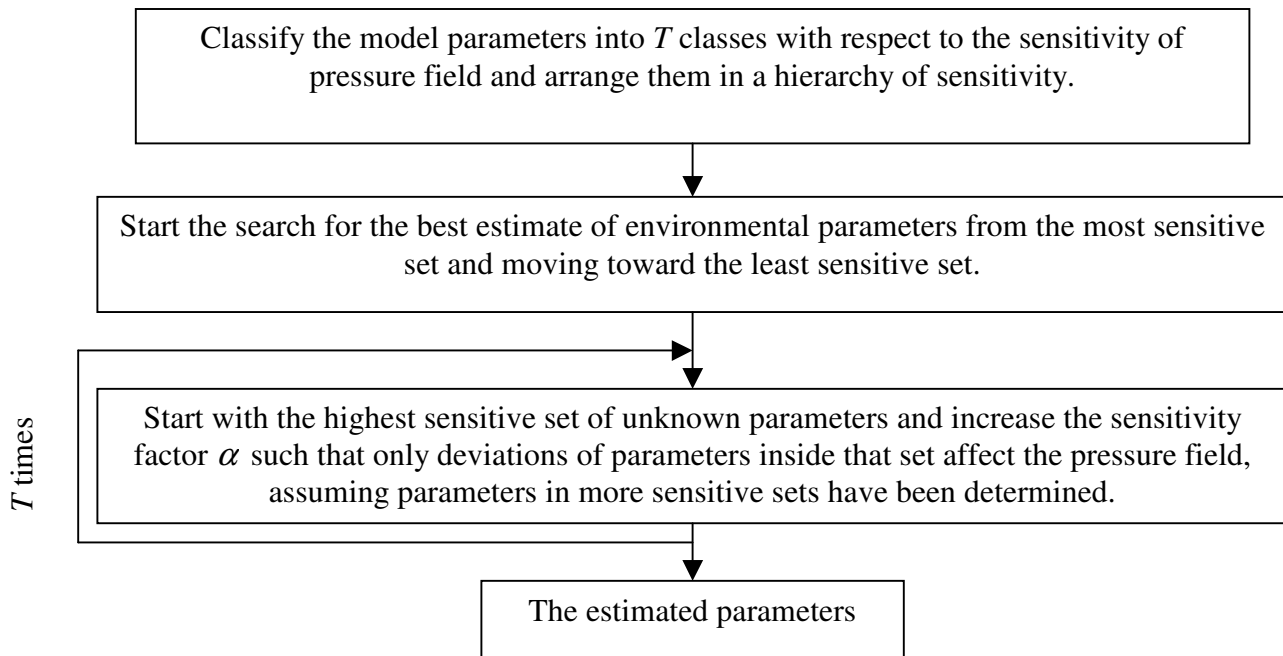 Classify the model parameters into T classes with respect to the sensitivity of
pressure field and arrange them in a hierarchy of sensitivity.
Start the search for the best estimate of environmental parameters from the most sensitive
set and moving toward the least sensitive set.
T times
Start with the highest sensitive set of unknown parameters and increase the sensitivity
factor α such that only deviations of parameters inside that set affect the pressure field,
assuming parameters in more sensitive sets have been determined.
The estimated parameters